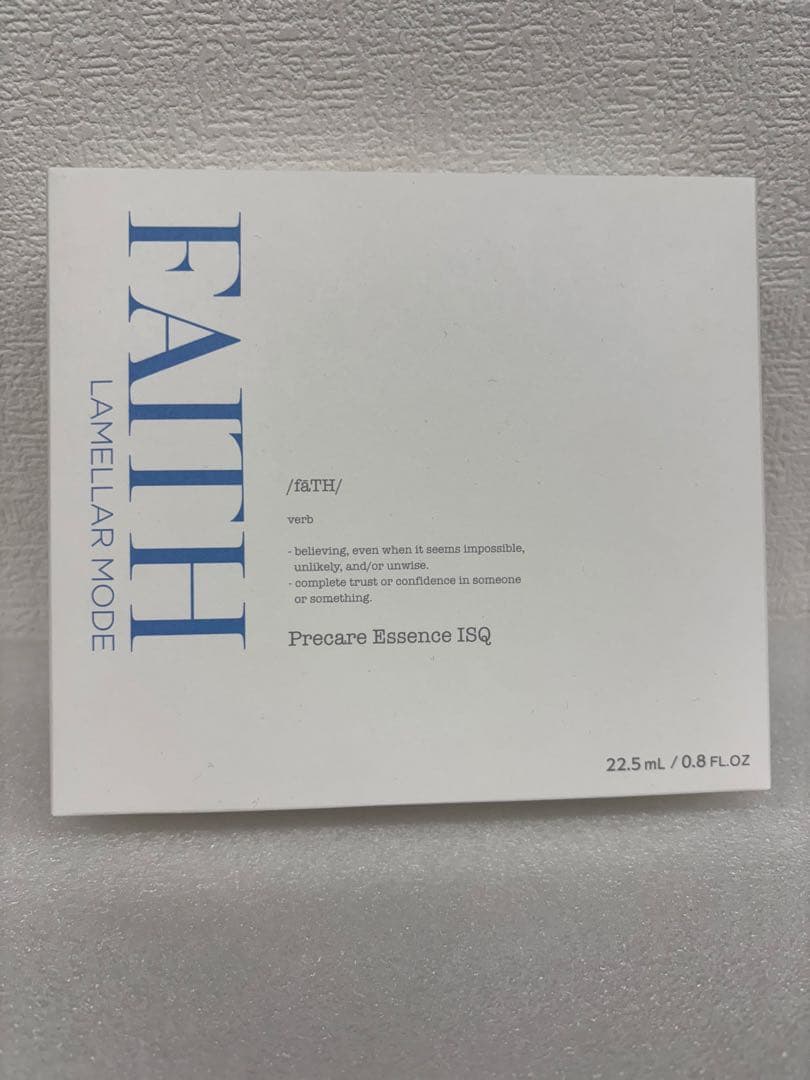 FAITH
LAMELLAR MODE
/fāTH/
verb
- believing, even when it seems impossible,
unlikely, and/or unwise.
- complete trust or confidence in someone
or something.
Precare Essence ISQ
22.5 mL / 0.8 FL.OZ